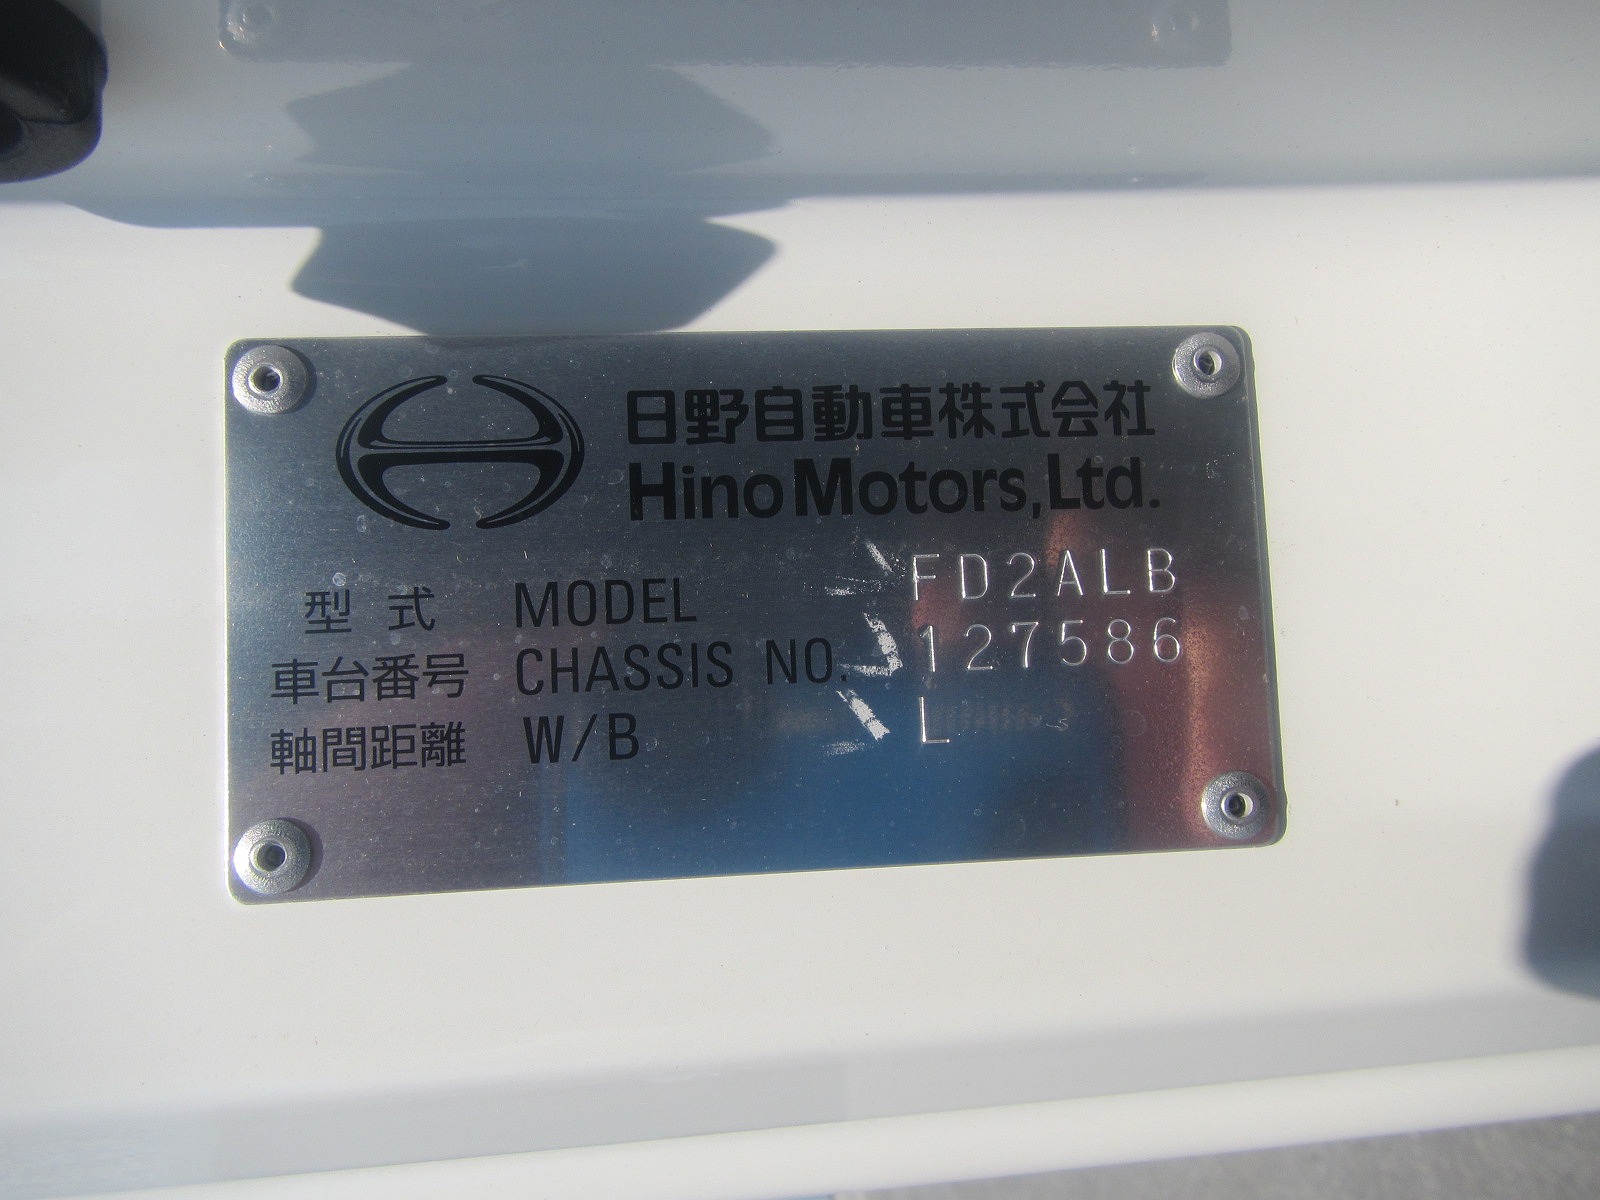 日野自動車株式会社
Hino Motors,Ltd.
型 式 MODEL FD2ALB
車台番号 CHASSIS NO. 127586
軸間距離 W/B L